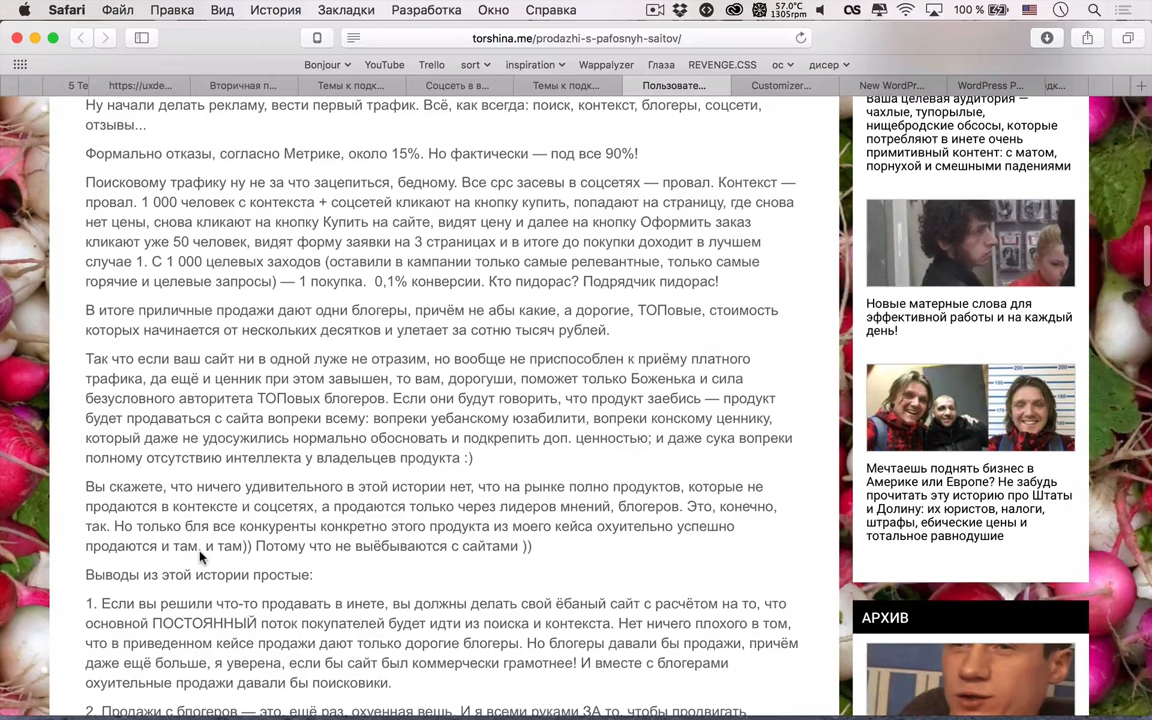 Safari Файл Правка Вид История Закладки Разработка Окно Справка 57.0°C 1305rpm 100 %
torshina.me/prodazhi-s-pafosnyh-saitov/
Bonjour YouTube Trello sort inspiration Wappalyzer Глаза REVENGE.CSS ос дисер
5 Те https://uxde... Вторичная п... Темы к подк... Соцсеть в в... Темы к подк... Пользовате... Customizer... New WordPr... WordPress P... дк...
Ну начали делать рекламу, вести первый трафик. Всё, как всегда: поиск, контекст, блогеры, соцсети,
отзывы...
Формально отказы, согласно Метрике, около 15%. Но фактически — под все 90%!
Поисковому трафику ну не за что зацепиться, бедному. Все срс засевы в соцсетях — провал. Контекст —
провал. 1 000 человек с контекста + соцсетей кликают на кнопку купить, попадают на страницу, где снова
нет цены, снова кликают на кнопку Купить на сайте, видят цену и далее на кнопку Оформить заказ
кликают уже 50 человек, видят форму заявки на 3 страницах и в итоге до покупки доходит в лучшем
случае 1. С 1 000 целевых заходов (оставили в кампании только самые релевантные, только самые
горячие и целевые запросы) — 1 покупка. 0,1% конверсии. Кто пидорас? Подрядчик пидорас!
В итоге приличные продажи дают одни блогеры, причём не абы какие, а дорогие, ТОПовые, стоимость
которых начинается от нескольких десятков и улетает за сотню тысяч рублей.
Так что если ваш сайт ни в одной луже не отразим, но вообще не приспособлен к приёму платного
трафика, да ещё и ценник при этом завышен, то вам, дорогуши, поможет только Боженька и сила
безусловного авторитета ТОПовых блогеров. Если они будут говорить, что продукт заебись — продукт
будет продаваться с сайта вопреки всему: вопреки уебанскому юзабилити, вопреки конскому ценнику,
который даже не удосужились нормально обосновать и подкрепить доп. ценностью; и даже сука вопреки
полному отсутствию интеллекта у владельцев продукта :)
Вы скажете, что ничего удивительного в этой истории нет, что на рынке полно продуктов, которые не
продаются в контексте и соцсетях, а продаются только через лидеров мнений, блогеров. Это, конечно,
так. Но только бля все конкуренты конкретно этого продукта из моего кейса охуительно успешно
продаются и там, и там)) Потому что не выёбываются с сайтами ))
Выводы из этой истории простые:
1. Если вы решили что-то продавать в инете, вы должны делать свой ёбаный сайт с расчётом на то, что
основной ПОСТОЯННЫЙ поток покупателей будет идти из поиска и контекста. Нет ничего плохого в том,
что в приведенном кейсе продажи дают только дорогие блогеры. Но блогеры давали бы продажи, причём
даже ещё больше, я уверена, если бы сайт был коммерчески грамотнее! И вместе с блогерами
охуительные продажи давали бы поисковики.
2. Продажи с блогеров — это, ещё раз, охуенная вещь. И я всеми руками ЗА то, чтобы продвигать
Ваша целевая аудитория —
чахлые, тупорылые,
нищебродские обсосы, которые
потребляют в инете очень
примитивный контент: с матом,
порнухой и смешными падениями
Новые матерные слова для
эффективной работы и на каждый
день!
Мечтаешь поднять бизнес в
Америке или Европе? Не забудь
прочитать эту историю про Штаты
и Долину: их юристов, налоги,
штрафы, ебические цены и
тотальное равнодушие
АРХИВ